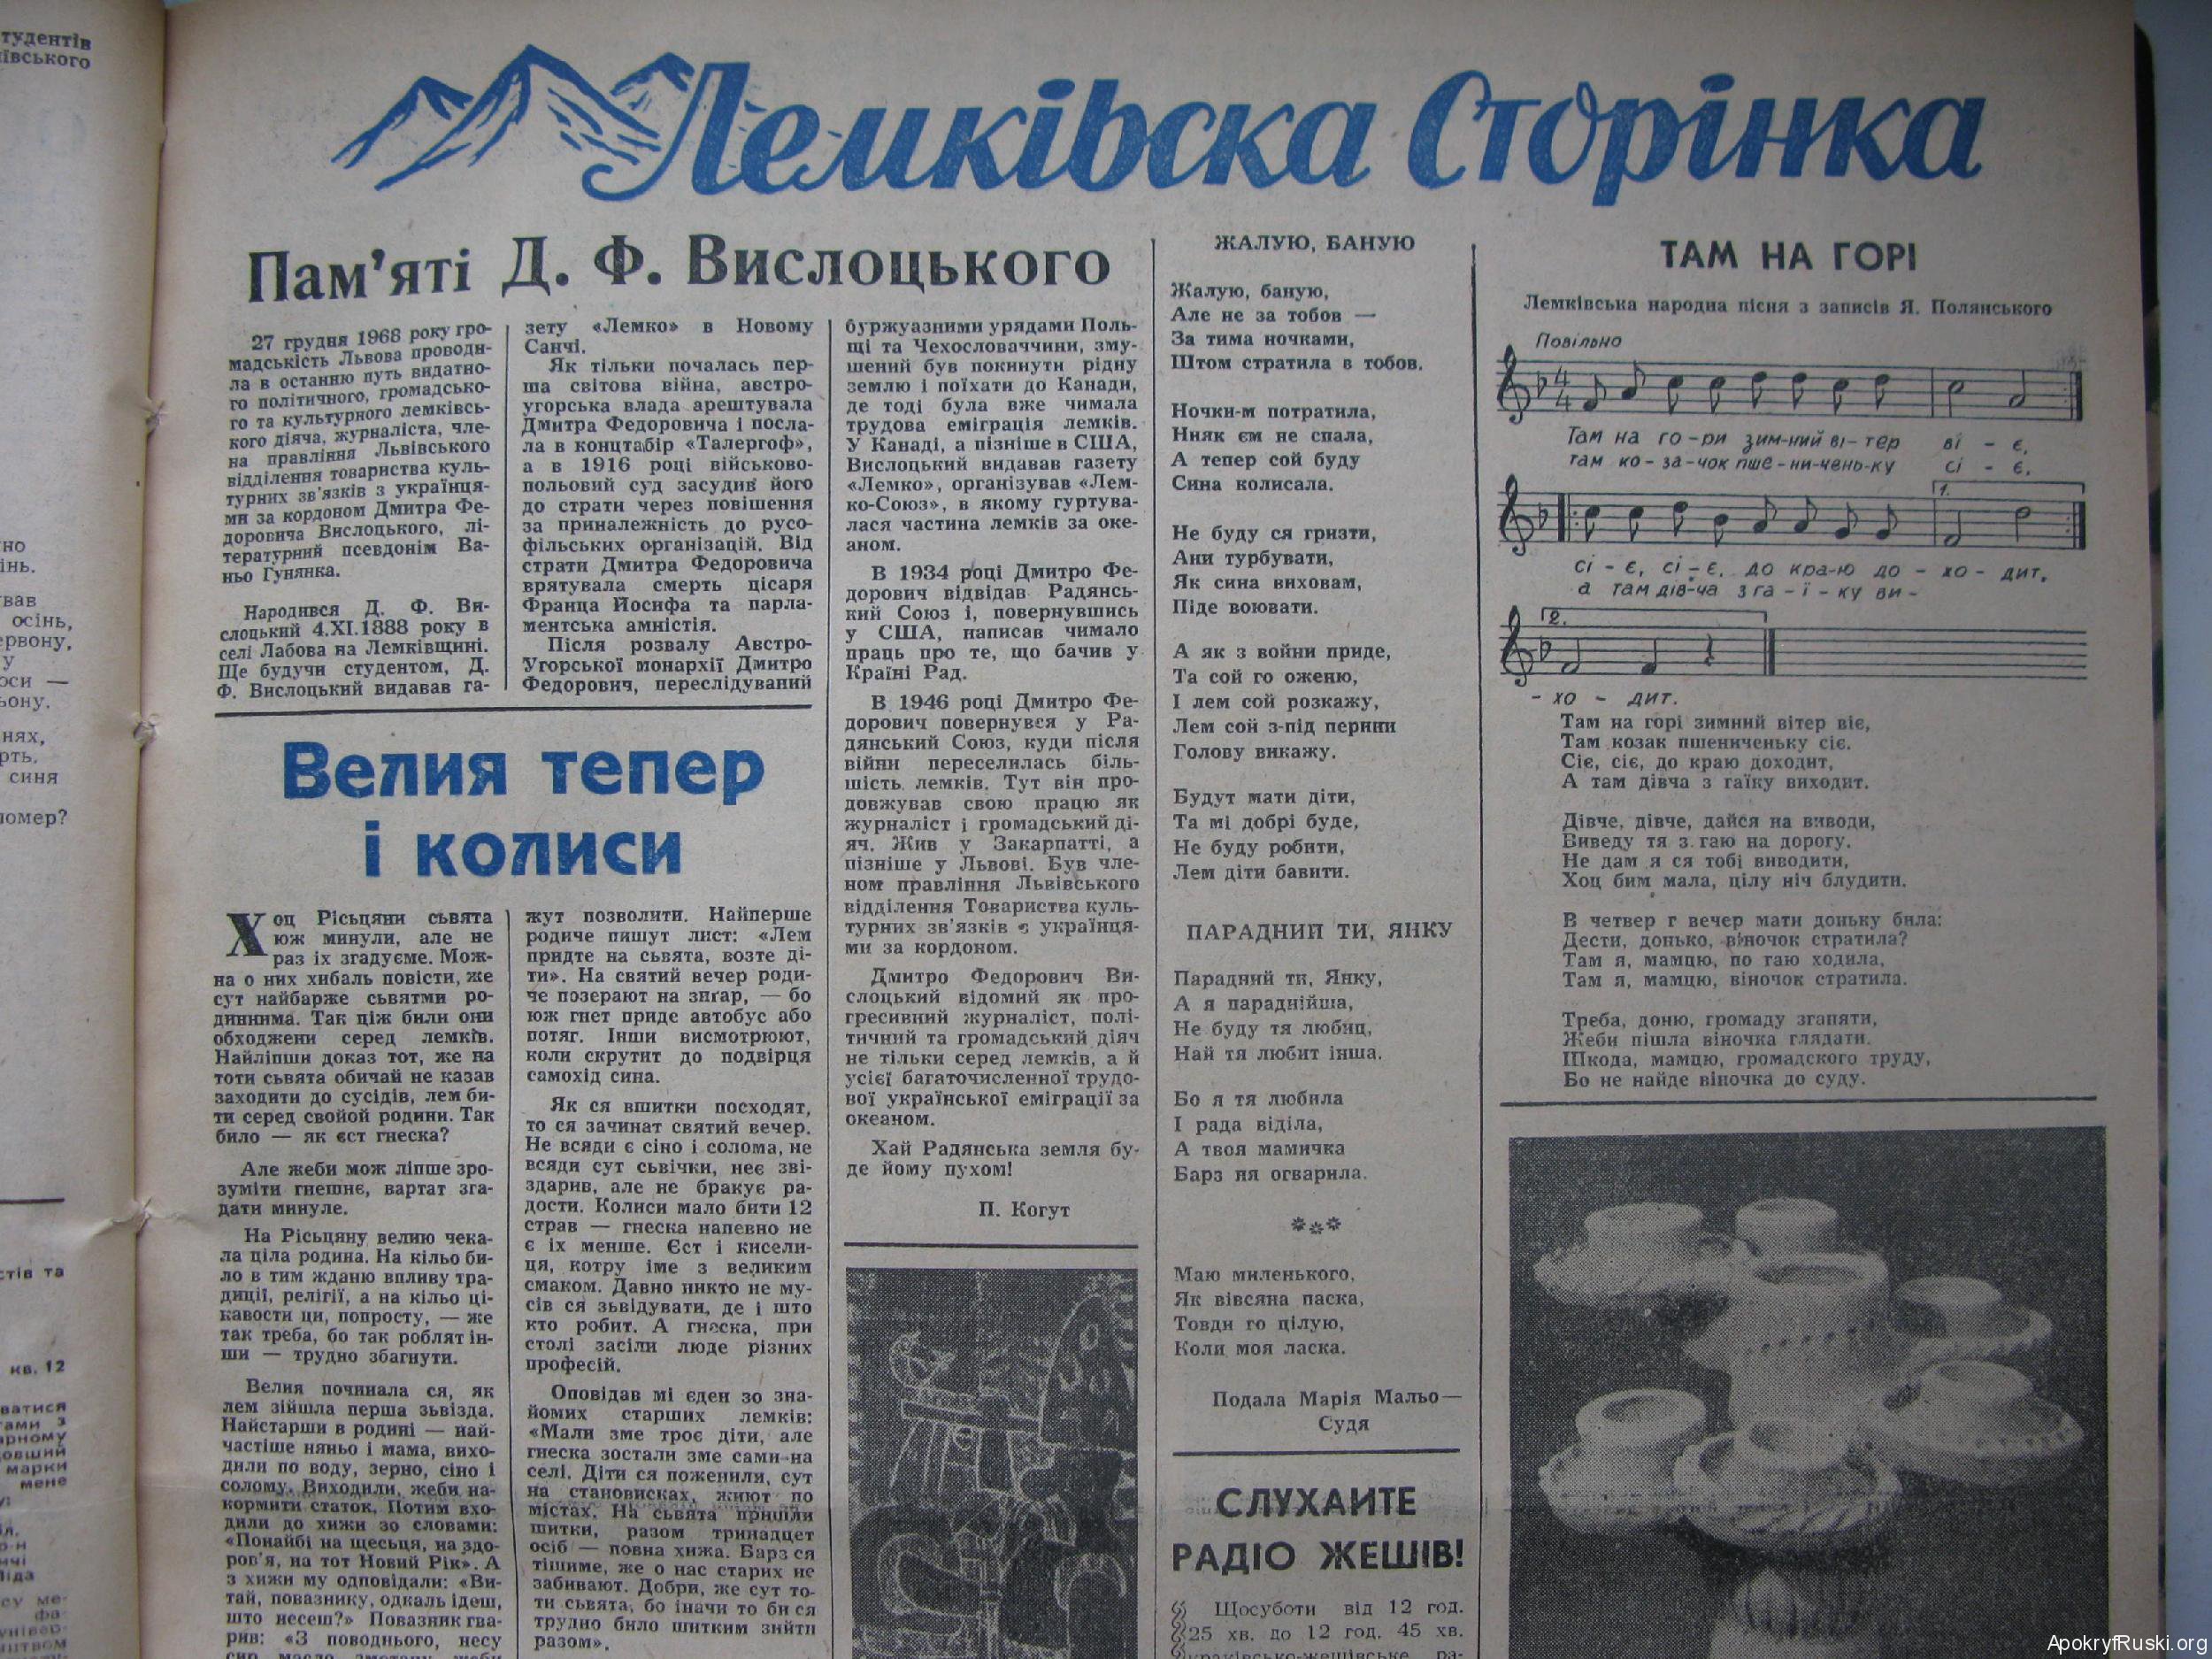 тудентів
ївського
Лемківска Сторінка
Пам'яті Д. Ф. Вислоцького
27 грудня 1968 року гро-
мадськість Львова проводи-
ла в останню путь видатно-
го політичного, громадсько-
го та культурного лемківсь-
кого діяча, журналіста, чле-
на правління Львівського
відділення товариства куль-
турних зв'язків з українця-
ми за кордоном Дмитра Фе-
доровича Вислоцького, лі-
тературний псевдонім Ва-
ньо Гунянка.
Народився Д. Ф. Ви-
слоцький 4.XI.1888 року в
селі Лабова на Лемківщині.
Ще будучи студентом, Д.
Ф. Вислоцький видавав га-
зету «Лемко» в Новому
Санчі.
Як тільки почалась пер-
ша світова війна, австро-
угорська влада арештувала
Дмитра Федоровича і посла-
ла в концтабір «Талергоф»,
а в 1916 році військово-
польовий суд засудив його
до страти через повішення
за приналежність до русо-
фільських організацій. Від
страти Дмитра Федоровича
врятувала смерть цісаря
Франца Йосифа та парла-
ментська амністія.
Після розвалу Австро-
Угорської монархії Дмитро
Федорович, переслідуваний
буржуазними урядами Поль-
щі та Чехословаччини, зму-
шений був покинути рідну
землю і поїхати до Канади,
де тоді була вже чимала
трудова еміграція лемків.
У Канаді, а пізніше в США,
Вислоцький видавав газету
«Лемко», організував «Лем-
ко-Союз», в якому гуртува-
лася частина лемків за оке-
аном.
В 1934 році Дмитро Фе-
дорович відвідав Радянсь-
кий Союз і, повернувшись
у США, написав чимало
праць про те, що бачив у
Країні Рад.
В 1946 році Дмитро Фе-
дорович повернувся у Ра-
дянський Союз, куди після
війни переселилась біль-
шість лемків. Тут він про-
довжував свою працю як
журналіст і громадський ді-
яч. Жив у Закарпатті, а
пізніше у Львові. Був чле-
ном правління Львівського
відділення Товариства куль-
турних зв'язків з українця-
ми за кордоном.
Дмитро Федорович Ви-
слоцький відомий як про-
гресивний журналіст, полі-
тичний та громадський діяч
не тільки серед лемків, а й
усієї багаточисленної трудо-
вої української еміграції за
океаном.
Хай Радянська земля бу-
де йому пухом!
П. Когут
Велия тепер
і колиси
Хоц Рісьцяни сьвята
юж минули, але не
раз іх згадуєме. Мож-
на о них хибаль повісти, же
сут найбарже сьвятми ро-
динніма. Так ціж били они
обходжени серед лемків.
Найліпши доказ тот, же на
тоти сьвята обичай не казав
заходити до сусідів, лем би-
ти серед свойой родини. Так
било — як єст гнеска?
Але жеби мож ліпше зро-
зуміти гнешнє, вартат зга-
дати минуле.
На Рісьцяну велию чека-
ла ціла родина. На кільо би-
ло в тим жданю впливу тра-
диції, релігії, а на кільо ці-
кавости ци, попросту, — же
так треба, бо так роблят ін-
ши — трудно збагнути.
Велия починала ся, як
лем зійшла перша зьвізда.
Найстарши в родині — най-
частіше няньо і мама, вихо-
дили по воду, зерно, сіно і
солому. Виходили, жеби на-
кормити статок. Потим вхо-
дили до хижи зо словами:
«Понайбі на щесьця, на здо-
ров'я, на тот Новий Рік». А
з хижи му одповідали: «Ви-
тай, повазнику, одкаль ідеш,
што несеш?» Повазник гва-
рив: «З поводнього, несу
жут позволити. Найперше
родиче пишут лист: «Лем
придте на сьвята, возте ді-
ти». На святий вечер роди-
че позерают на зиґар, — бо
юж гнет приде автобус або
потяг. Інши висмотрюют,
коли скрутит до подвірця
самохід сина.
Як ся вшитки посходят,
то ся зачинат святий вечер.
Не всяди є сіно і солома, не
всяди сут сьвічки, неє зві-
здарив, але не бракує ра-
дости. Колиси мало бити 12
страв — гнеска напевно не
є іх менше. Єст і кисели-
ця, котру іме з великим
смаком. Давно никто не му-
сів ся зьвідувати, де і што
кто робит. А гнеска, при
столі засіли люде різних
професій.
Оповідав мі єден зо зна-
йомих старших лемків:
«Мали зме троє діти, але
гнеска зостали зме сами на
селі. Діти ся поженили, сут
на становисках, жиют по
містах. На сьвята пришли
шитки, разом тринадцет
осіб — повна хижа. Барз ся
тішиме, же о нас старих не
забивают. Добри, же сут то-
ти сьвята, бо іначи то би ся
трудно било шитким знйти
разом».
ЖАЛУЮ, БАНУЮ
Жалую, баную,
Але не за тобов —
За тима ночками,
Штом стратила в тобов.
Ночки-м потратила,
Нияк єм не спала,
А тепер сой буду
Сина колисала.
Не буду ся гризти,
Ани турбувати,
Як сина виховам,
Піде воювати.
А як з войни приде,
Та сой го оженю,
І лем сой розкажу,
Лем сой з-під перини
Голову викажу.
Будут мати діти,
Та мі добрі буде,
Не буду робити,
Лем діти бавити.
ПАРАДНИЙ ТИ, ЯНКУ
Парадний ти, Янку,
А я параднійша,
Не буду тя любиц,
Най тя любит інша.
Бо я тя любила
І рада віділа,
А твоя мамичка
Барз ня огварила.
***
Маю миленького,
Як вівсяна паска,
Товди го цілую,
Коли моя ласка.
Подала Марія Мальо—
Судя
СЛУХАЙТЕ
РАДІО ЖЕШІВ!
Щосуботи від 12 год.
25 хв. до 12 год. 45 хв.
ТАМ НА ГОРІ
Лемківська народна пісня з записів Я. Полянського
Повільно
Там на го-ри зим-ний ві-тер ві - є,
там ко-за-чок пше-ни-чень-ку сі - є.
1.
сі - є, сі - є, до кра-ю до - хо - дит,
а там дів-ча з га - ї - ку ви -
2.
- хо - дит.
Там на горі зимний вітер віє,
Там козак пшениченьку сіє.
Сіє, сіє, до краю доходит,
А там дівча з гаїку виходит.
Дівче, дівче, дайся на виводи,
Виведу тя з гаю на дорогу.
Не дам я ся тобі виводити,
Хоц бим мала, цілу ніч блудити.
В четвер г вечер мати доньку била:
Дести, донько, віночок стратила?
Там я, мамцю, по гаю ходила,
Там я, мамцю, віночок стратила.
Треба, доню, громаду зганяти,
Жеби пішла віночка глядати.
Шкода, мамцю, громадского труду,
Бо не найде віночка до суду.
ApokryfRuski.org